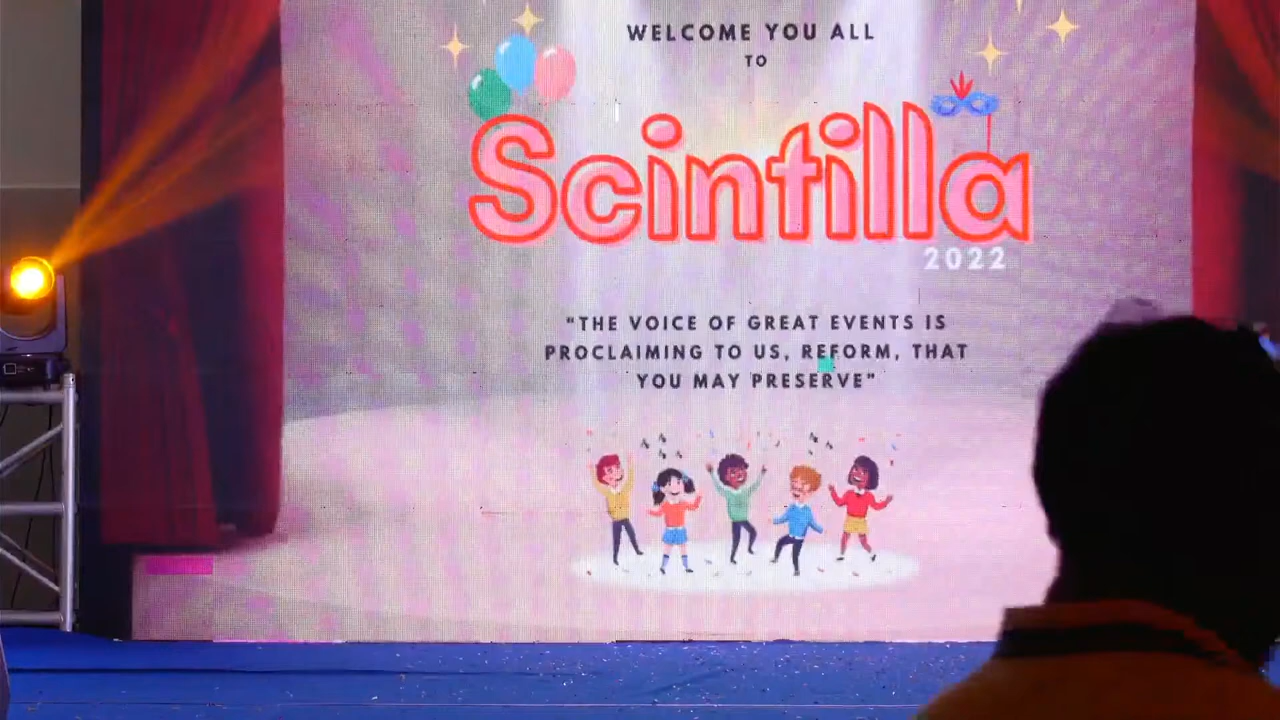 WELCOME YOU ALL
TO
Scintilla
2022
"THE VOICE OF GREAT EVENTS IS
PROCLAIMING TO US, REFORM, THAT
YOU MAY PRESERVE"